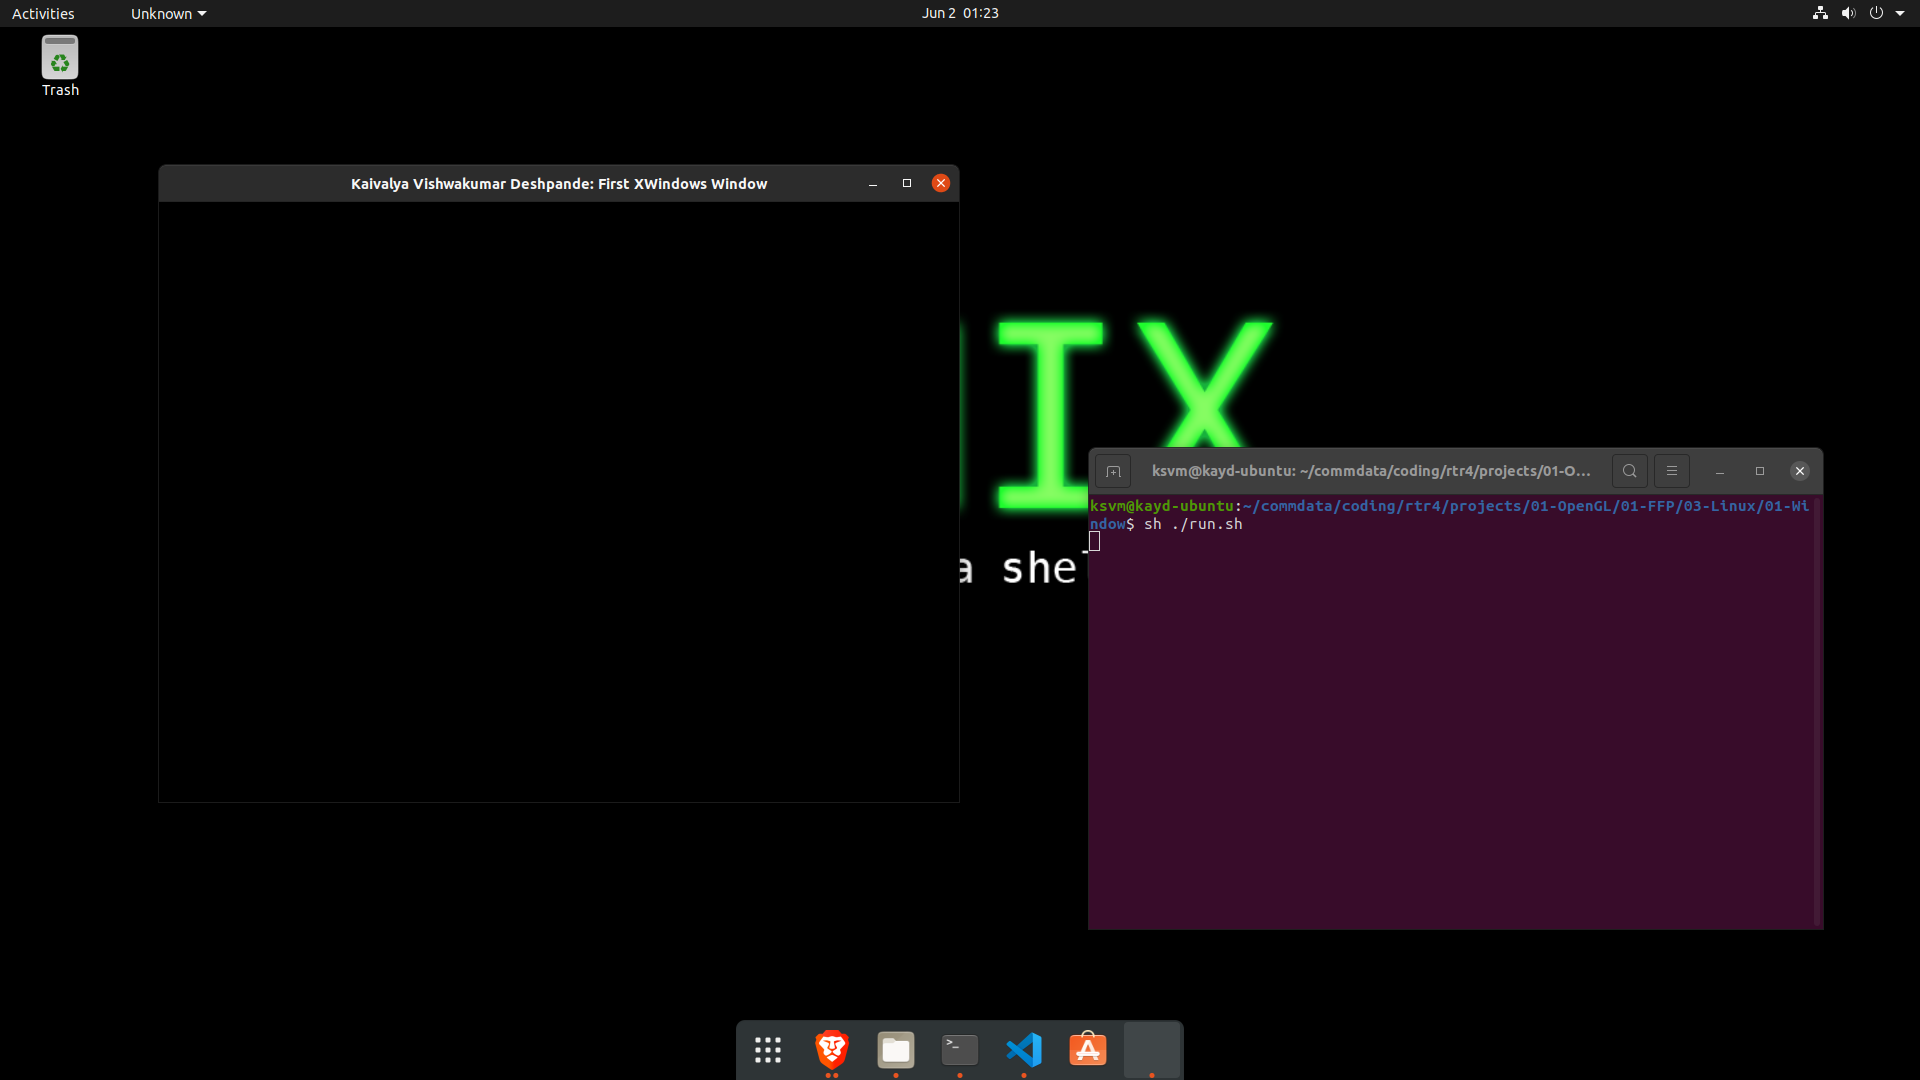 Activities
Unknown
Jun 2 01:23
Trash
Kaivalya Vishwakumar Deshpande: First XWindows Window
IX
a she
ksvm@kayd-ubuntu: ~/commdata/coding/rtr4/projects/01-O...
ksvm@kayd-ubuntu:~/commdata/coding/rtr4/projects/01-OpenGL/01-FFP/03-Linux/01-Wi
ndow$ sh ./run.sh